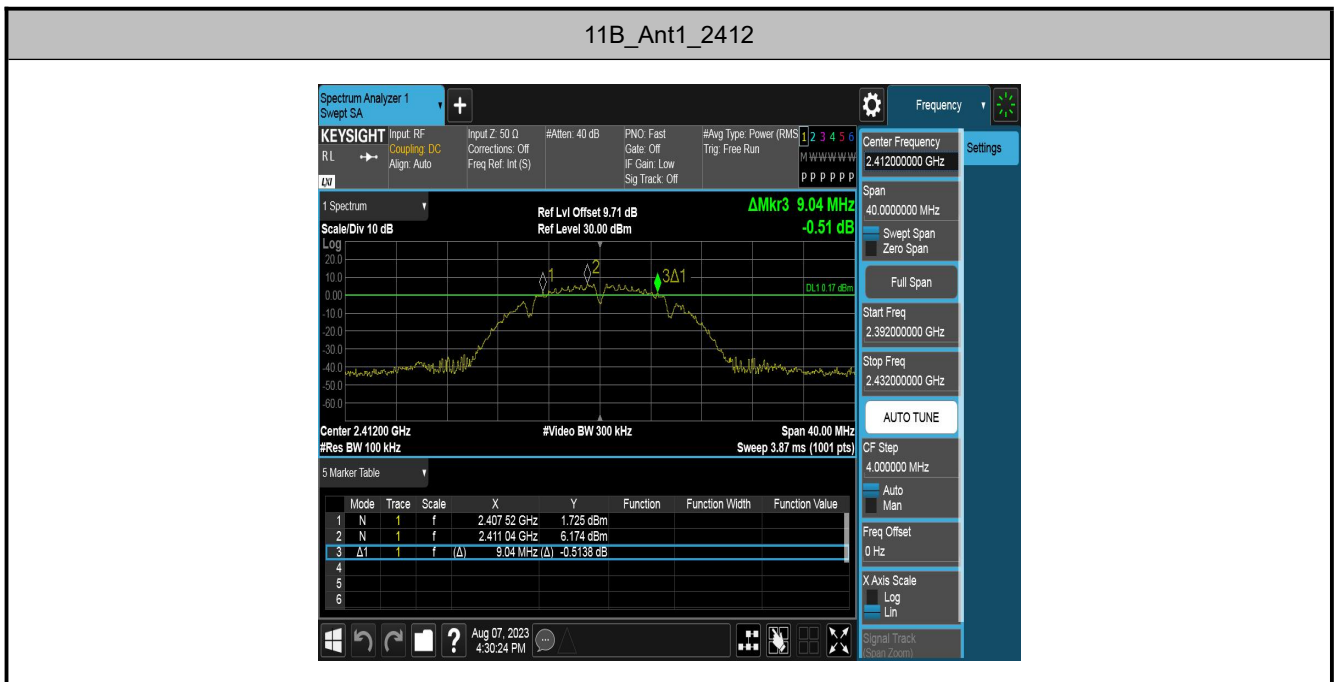 11B_Ant1_2412
Spectrum Analyzer 1
Swept SA
+
Frequency
KEYSIGHT
R L
LXI
Input: RF
Coupling: DC
Align: Auto
Input Z: 50 Ω
Corrections: Off
Freq Ref: Int (S)
#Atten: 40 dB
PNO: Fast
Gate: Off
IF Gain: Low
Sig Track: Off
#Avg Type: Power (RMS
Trig: Free Run
1 2 3 4 5 6
M W W W W W
P P P P P P
1 Spectrum
Scale/Div 10 dB
Ref Lvl Offset 9.71 dB
Ref Level 30.00 dBm
ΔMkr3 9.04 MHz
-0.51 dB
Log
20.0
10.0
0.00
-10.0
-20.0
-30.0
-40.0
-50.0
-60.0
1
2
3Δ1
DL1 0.17 dBm
Center 2.41200 GHz
#Video BW 300 kHz
Span 40.00 MHz
#Res BW 100 kHz
Sweep 3.87 ms (1001 pts)
5 Marker Table
Mode Trace Scale X Y Function Function Width Function Value
1 N 1 f 2.407 52 GHz 1.725 dBm
2 N 1 f 2.411 04 GHz 6.174 dBm
3 Δ1 1 f (Δ) 9.04 MHz (Δ) -0.5138 dB
4
5
6
?
Aug 07, 2023
4:30:24 PM
Center Frequency
2.412000000 GHz
Settings
Span
40.0000000 MHz
Swept Span
Zero Span
Full Span
Start Freq
2.392000000 GHz
Stop Freq
2.432000000 GHz
AUTO TUNE
CF Step
4.000000 MHz
Auto
Man
Freq Offset
0 Hz
X Axis Scale
Log
Lin
Signal Track
(Span Zoom)